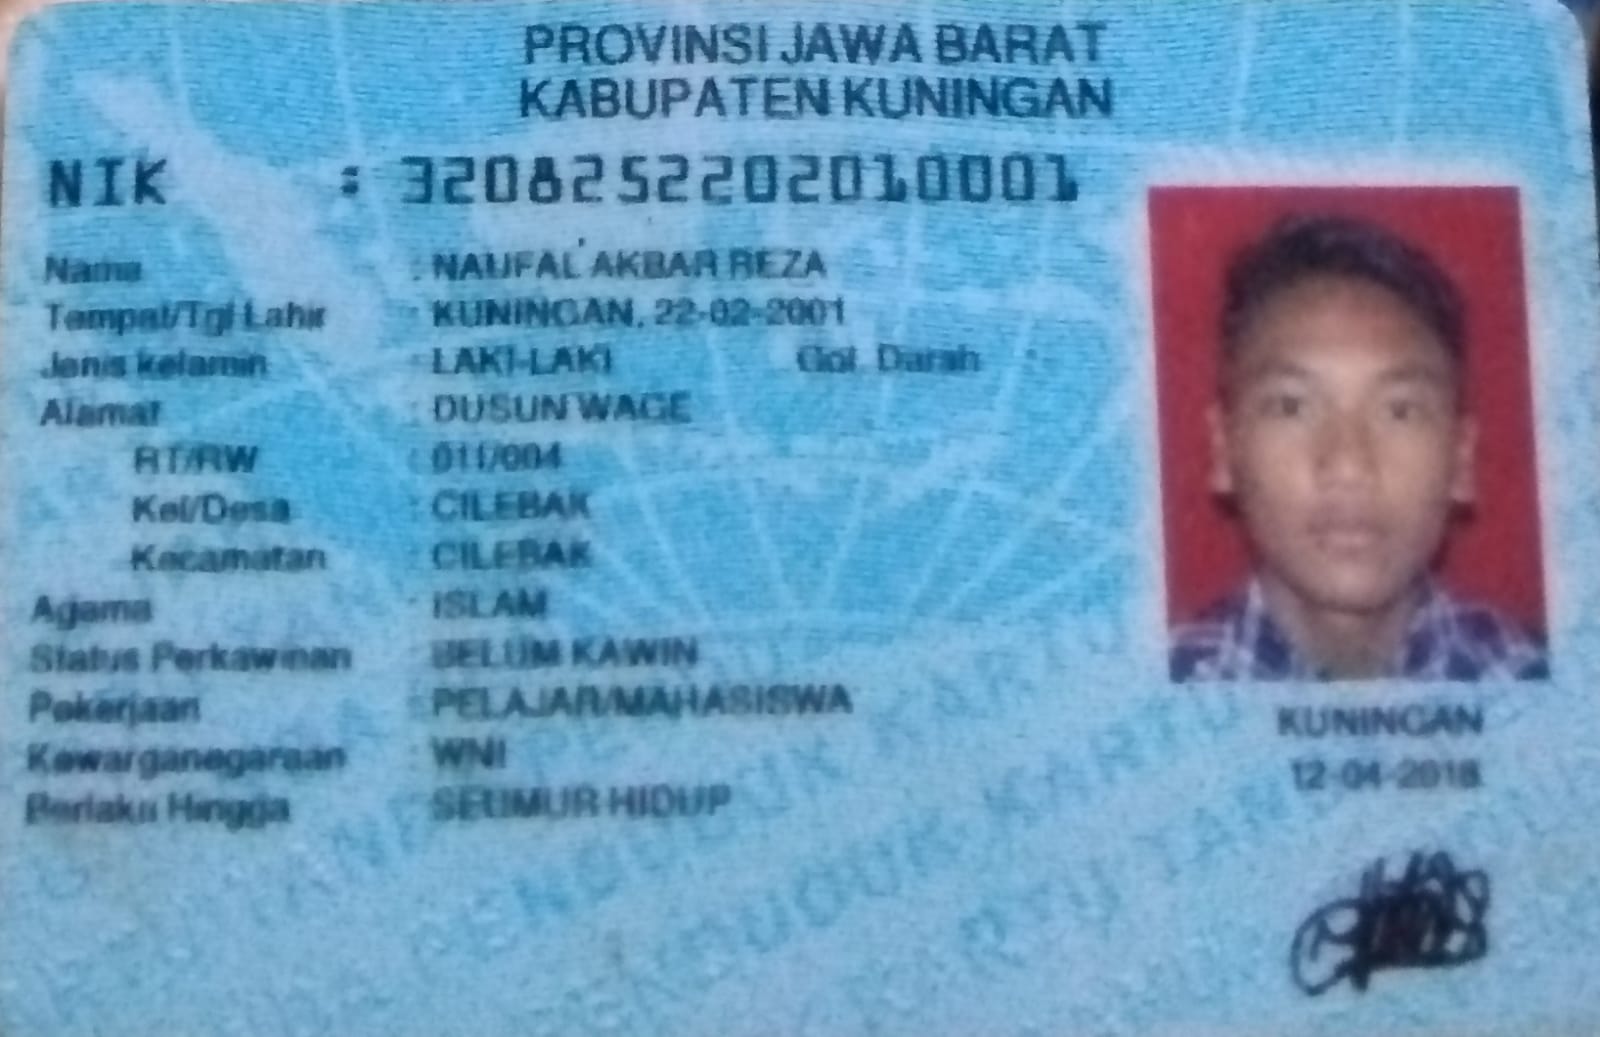 PROVINSI JAWA BARAT
KABUPATEN KUNINGAN
NIK : 3208252202010001
Nama : NAUFAL AKBAR REZA
Tempat/Tgl Lahir : KUNINGAN, 22-02-2001
Jenis kelamin : LAKI-LAKI Gol. Darah : -
Alamat : DUSUN WAGE
RT/RW : 011/004
Kel/Desa : CILEBAK
Kecamatan : CILEBAK
Agama : ISLAM
Status Perkawinan : BELUM KAWIN
Pekerjaan : PELAJAR/MAHASISWA
Kewarganegaraan : WNI
Berlaku Hingga : SEUMUR HIDUP
KUNINGAN
12-04-2018